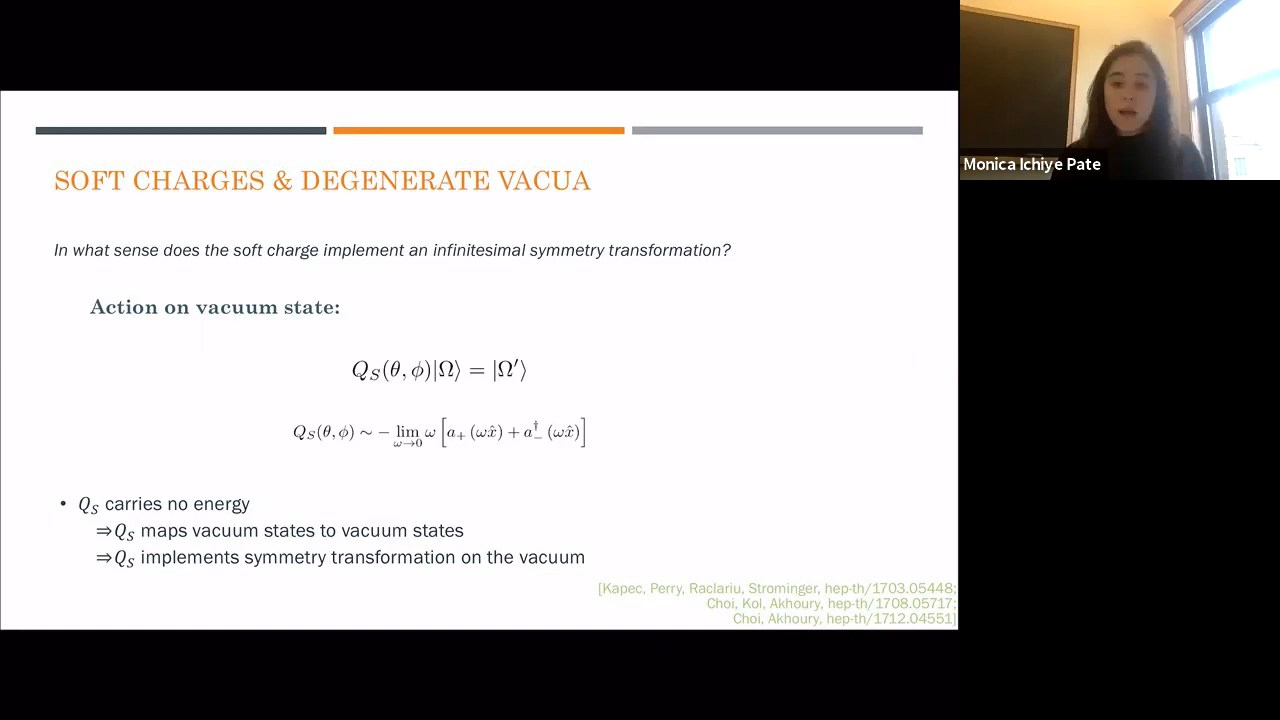 SOFT CHARGES & DEGENERATE VACUA
In what sense does the soft charge implement an infinitesimal symmetry transformation?
Action on vacuum state:
Q_S(θ, ϕ)|Ω⟩ = |Ω′⟩
Q_S(θ, ϕ) ∼ − lim_{ω→0} ω [a_+ (ωx̂) + a_−^† (ωx̂)]
• Q_S carries no energy
⇒Q_S maps vacuum states to vacuum states
⇒Q_S implements symmetry transformation on the vacuum
[Kapec, Perry, Raclariu, Strominger, hep-th/1703.05448;
Choi, Kol, Akhoury, hep-th/1708.05717;
Choi, Akhoury, hep-th/1712.04551]
Monica Ichiye Pate